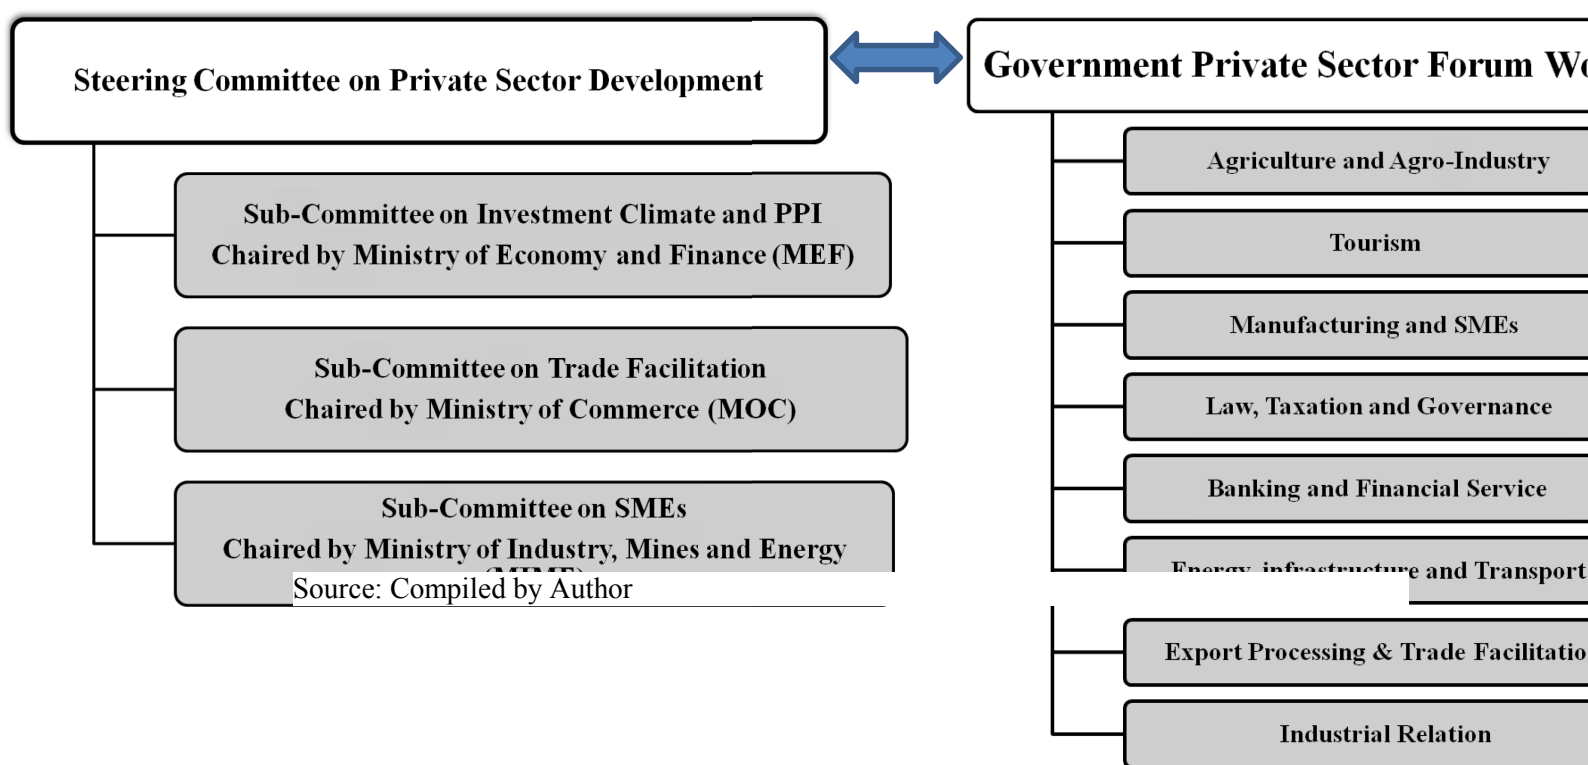 Steering Committee on Private Sector Development
Sub-Committee on Investment Climate and PPI
Chaired by Ministry of Economy and Finance (MEF)
Sub-Committee on Trade Facilitation
Chaired by Ministry of Commerce (MOC)
Sub-Committee on SMEs
Chaired by Ministry of Industry, Mines and Energy
(MIME)
Source: Compiled by Author
Government Private Sector Forum
Agriculture and Agro-Industry
Tourism
Manufacturing and SMEs
Law, Taxation and Governance
Banking and Financial Service
Energy, infrastructure and Transport
Export Processing & Trade
Industrial Relation